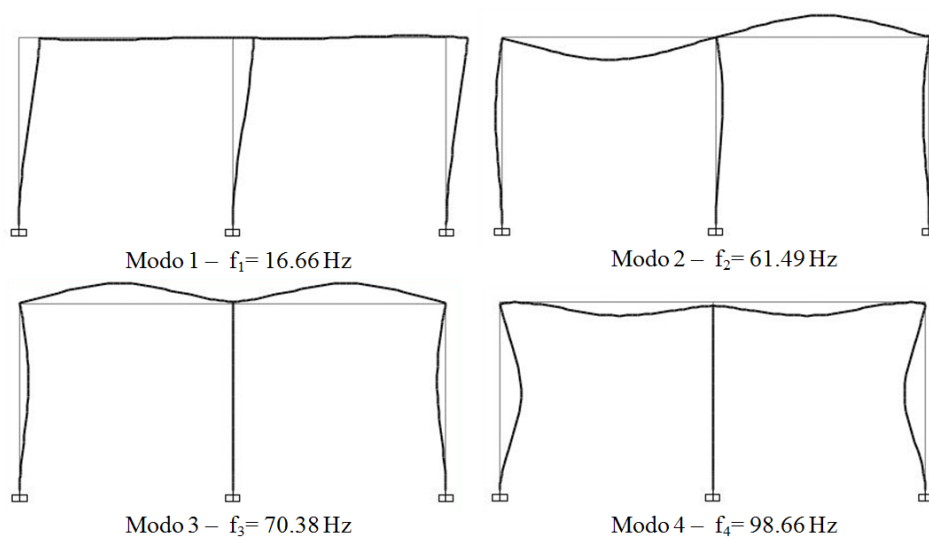 Modo 1 – f₁= 16.66 Hz
Modo 2 – f₂= 61.49 Hz
Modo 3 – f₃= 70.38 Hz
Modo 4 – f₄= 98.66 Hz